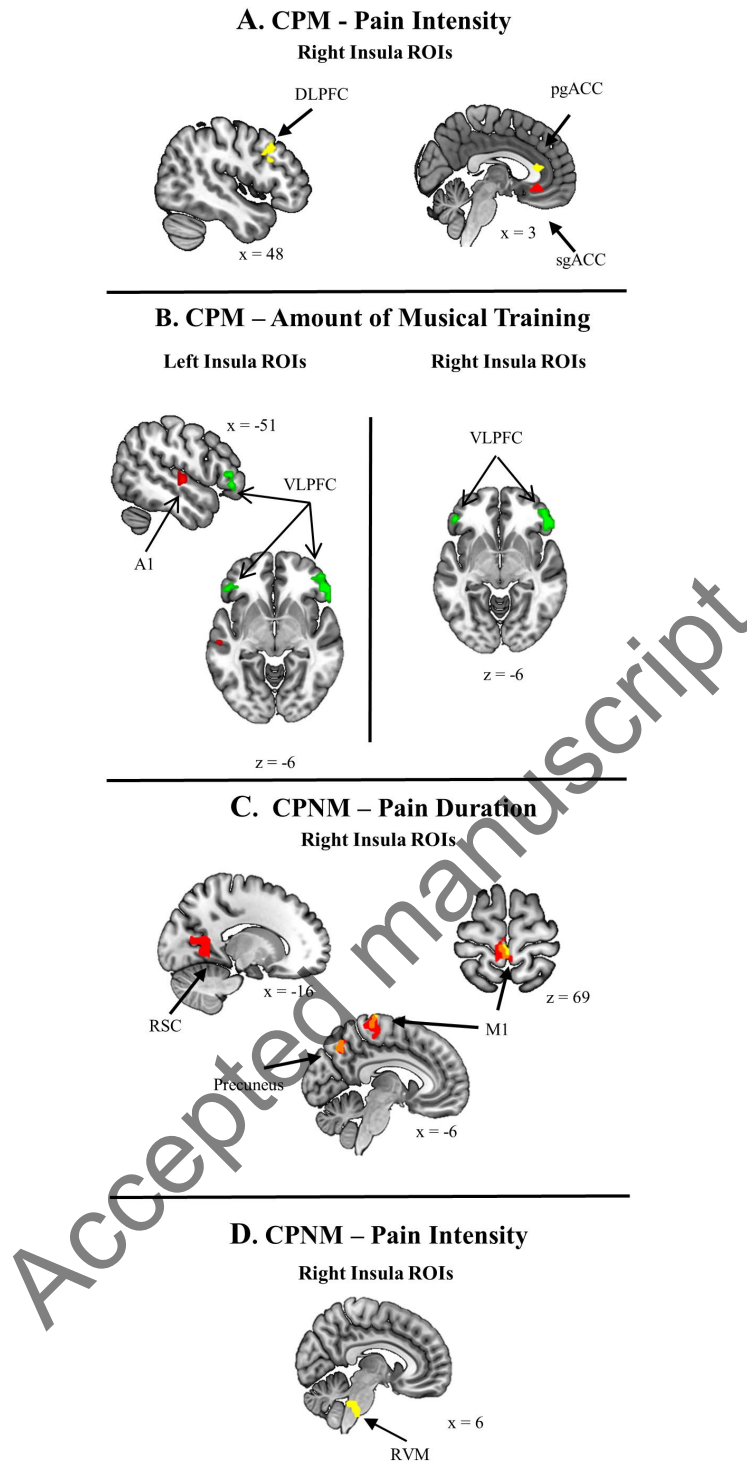 A. CPM - Pain Intensity
Right Insula ROIs
DLPFC
pgACC
x = 48
x = 3
sgACC
B. CPM – Amount of Musical Training
Left Insula ROIs
Right Insula ROIs
x = -51
VLPFC
A1
z = -6
VLPFC
z = -6
C. CPNM – Pain Duration
Right Insula ROIs
x = -16
RSC
z = 69
M1
Precuneus
x = -6
D. CPNM – Pain Intensity
Right Insula ROIs
x = 6
RVM
Accepted manuscript